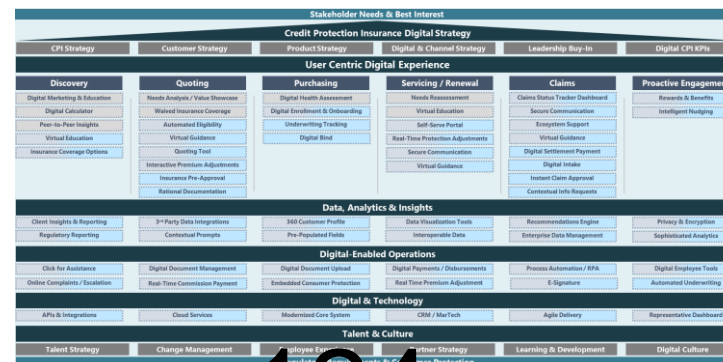 Stakeholder Needs & Best Interest
Credit Protection Insurance Digital Strategy
CPI Strategy Customer Strategy Product Strategy Digital & Channel Strategy Leadership Buy-In Digital CPI KPIs
User Centric Digital Experience
Discovery Quoting Purchasing Servicing / Renewal Claims Proactive Engagemen
Digital Marketing & Education Needs Analysis / Value Showcase Digital Health Assessment Needs Reassessment Claims Status Tracker Dashboard Rewards & Benefits
Digital Calculator Waived Insurance Coverage Digital Enrollment & Onboarding Virtual Education Secure Communication Intelligent Nudging
Peer-to-Peer Insights Automated Eligibility Underwriting Tracking Self-Serve Portal Ecosystem Support
Virtual Education Virtual Guidance Digital Bind Real-Time Protection Adjustments Virtual Guidance
Insurance Coverage Options Quoting Tool Secure Communication Digital Settlement Payment
Interactive Premium Adjustments Virtual Guidance Digital Intake
Insurance Pre-Approval Instant Claim Approval
Rational Documentation Contextual Info Requests
Data, Analytics & Insights
Client Insights & Reporting 3rd Party Data Integrations 360 Customer Profile Data Visualization Tools Recommendations Engine Privacy & Encryption
Regulatory Reporting Contextual Prompts Pre-Populated Fields Interoperable Data Enterprise Data Management Sophisticated Analytics
Digital-Enabled Operations
Click for Assistance Digital Document Management Digital Document Upload Digital Payments / Disbursements Process Automation / RPA Digital Employee Tools
Online Complaints / Escalation Real-Time Commission Payment Embedded Consumer Protection Real Time Premium Adjustment E-Signature Automated Underwriting
Digital & Technology
APIs & Integrations Cloud Services Modernized Core System CRM / MarTech Agile Delivery Representative Dashboard
Talent & Culture
Talent Strategy Change Management Employee Experience Partner Strategy Learning & Development Digital Culture